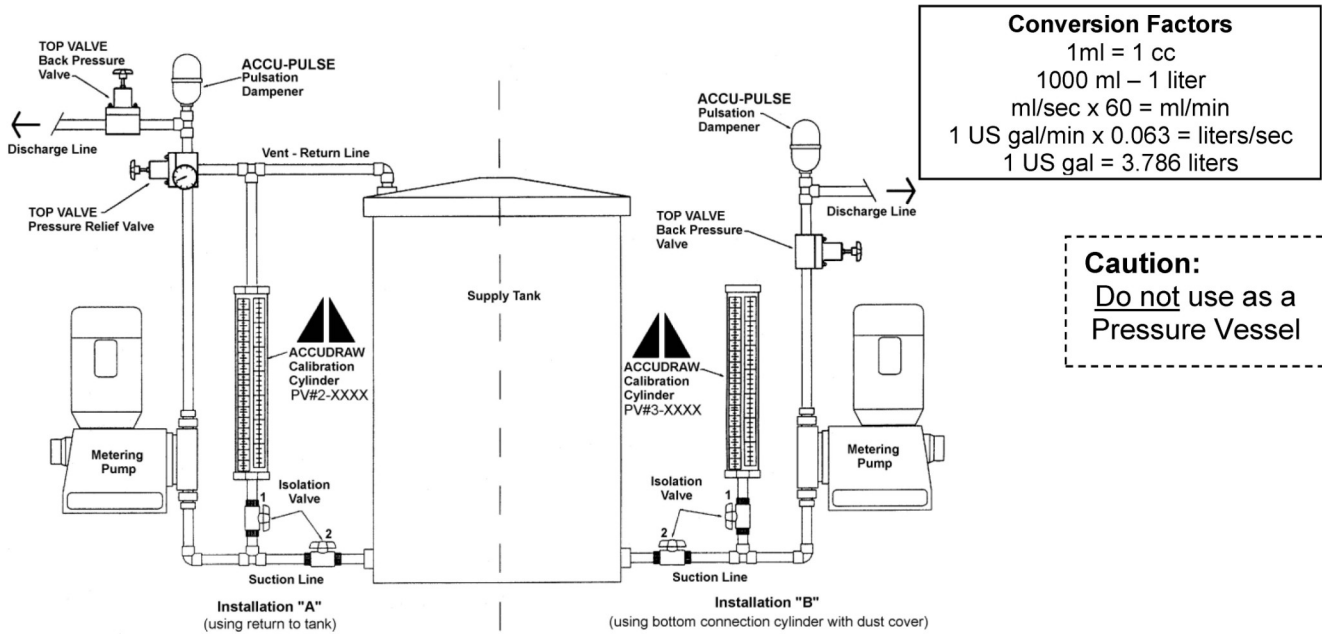 TOP VALVE
Back Pressure
Valve
ACCU-PULSE
Pulsation
Dampener
Discharge Line
Vent - Return Line
TOP VALVE
Pressure Relief Valve
Supply Tank
ACCUDRAW
Calibration
Cylinder
PV#2-XXXX
Metering
Pump
Isolation
Valve
1
2
Suction Line
Installation "A"
(using return to tank)
ACCU-PULSE
Pulsation
Dampener
Discharge Line
TOP VALVE
Back Pressure
Valve
ACCUDRAW
Calibration
Cylinder
PV#3-XXXX
Metering
Pump
Isolation
Valve
1
2
Suction Line
Installation "B"
(using bottom connection cylinder with dust cover)
Conversion Factors
1ml = 1 cc
1000 ml – 1 liter
ml/sec x 60 = ml/min
1 US gal/min x 0.063 = liters/sec
1 US gal = 3.786 liters
Caution:
Do not use as a
Pressure Vessel